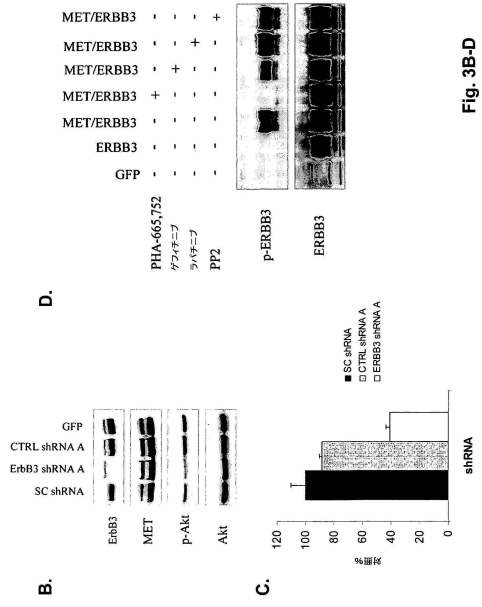 B.
GFP
CTRL shRNA A
ErbB3 shRNA A
SC shRNA
ErbB3
MET
p-Akt
Akt
C.
120
100
80
60
40
20
0
対照%
shRNA
SC shRNA
CTRL shRNA A
ERBB3 shRNA A
D.
GFP
ERBB3
MET/ERBB3
MET/ERBB3
MET/ERBB3
MET/ERBB3
MET/ERBB3
PHA-665,752 - - - + - - -
ゲフィチニブ - - - - + - -
ラパチニブ - - - - - + -
PP2 - - - - - - +
p-ERBB3
ERBB3
Fig. 3B-D